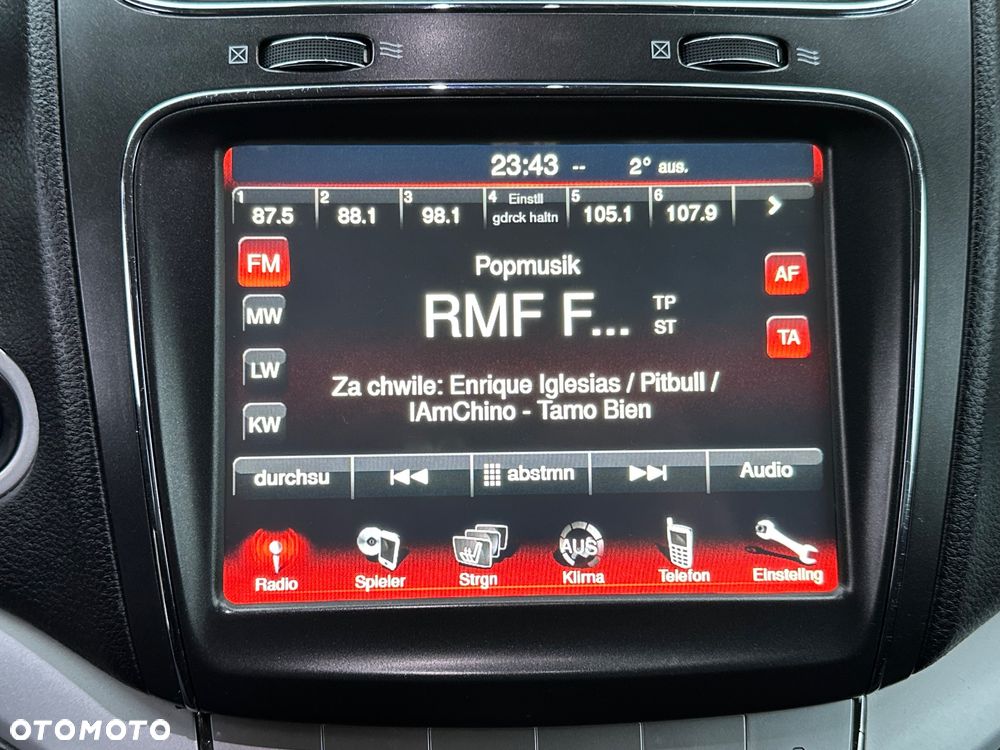 23:43 -- 2° aus.
1 87.5 2 88.1 3 98.1 4 Einstll gdrck haltn 5 105.1 6 107.9
FM
Popmusik
AF
RMF F... TP
ST
MW
TA
LW
Za chwile: Enrique Iglesias / Pitbull /
IAmChino - Tamo Bien
KW
durchsu abstmn Audio
AUS
Radio Spieler Strgn Klima Telefon Einstellng
OTOMOTO